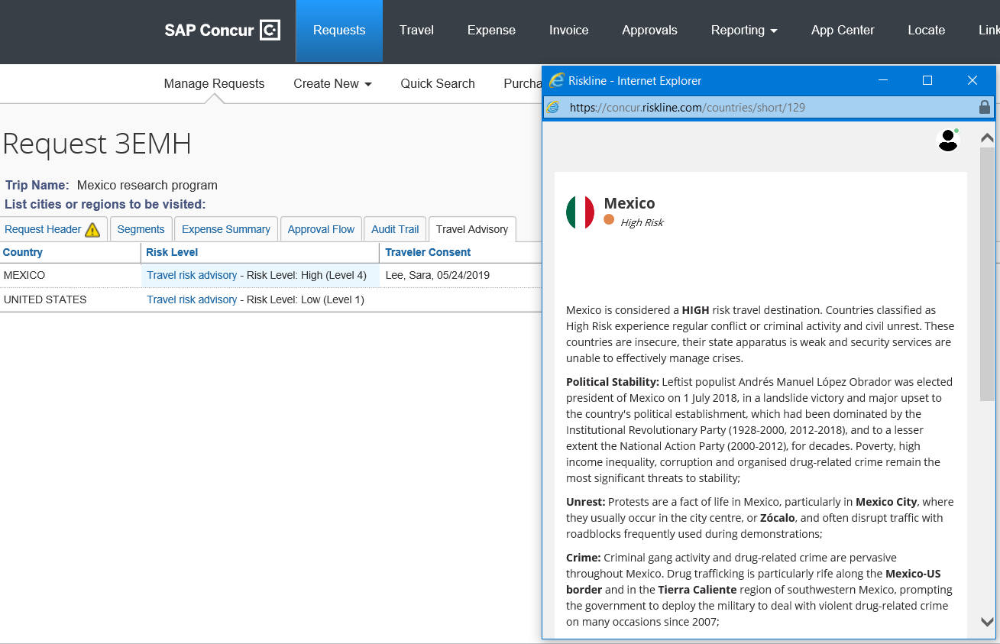 SAP Concur C. Requests Travel Expense Invoice Approvals Reporting App Center Locate
Manage Requests Create New Quick Search
Request 3EMH
Trip Name: Mexico research program
List cities or regions to be visited:
Request Header Segments Expense Summary Approval Flow Audit Trail Travel Advisory
Country Risk Level Traveler Consent
MEXICO Travel risk advisory - Risk Level: High (Level 4) Lee, Sara, 05/24/2019
UNITED STATES Travel risk advisory - Risk Level: Low (Level 1)
Riskline - Internet Explorer
https://concur.riskline.com/countries/short/129
Mexico
High Risk
Mexico is considered a HIGH risk travel destination. Countries classified as
High Risk experience regular conflict or criminal activity and civil unrest. These
countries are insecure, their state apparatus is weak and security services are
unable to effectively manage crises.
Political Stability: Leftist populist Andrés Manuel López Obrador was elected
president of Mexico on 1 July 2018, in a landslide victory and major upset to
the country's political establishment, which had been dominated by the
Institutional Revolutionary Party (1928-2000, 2012-2018), and to a lesser
extent the National Action Party (2000-2012), for decades. Poverty, high
income inequality, corruption and organised drug-related crime remain the
most significant threats to stability;
Unrest: Protests are a fact of life in Mexico, particularly in Mexico City, where
they usually occur in the city centre, or Zócalo, and often disrupt traffic with
roadblocks frequently used during demonstrations;
Crime: Criminal gang activity and drug-related crime are pervasive
throughout Mexico. Drug trafficking is particularly rife along the Mexico-US
border and in the Tierra Caliente region of southwestern Mexico, prompting
the government to deploy the military to deal with violent drug-related crime
on many occasions since 2007;